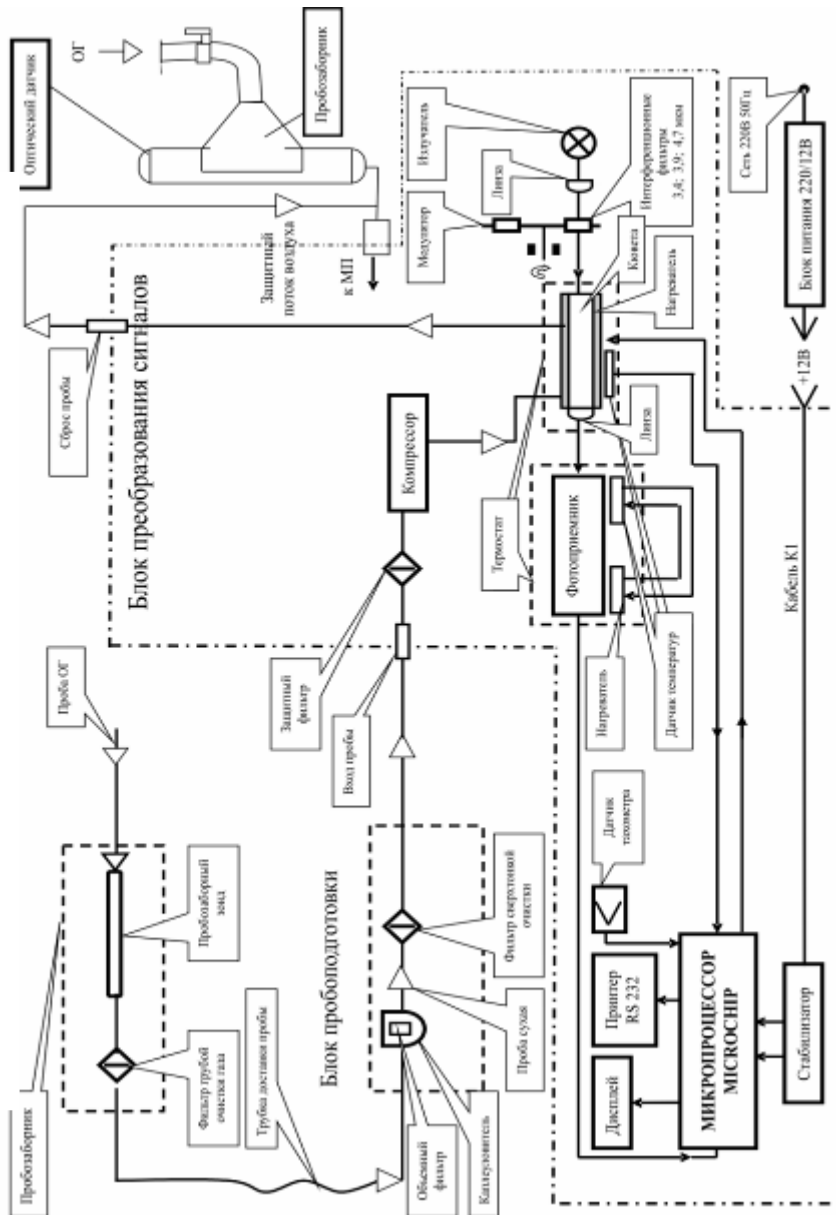 Пробозаборник
Фильтр грубой
очистки газа
Пробозаборный
зонд
Проба ОГ
Трубка доставки пробы
Блок пробоподготовки
Объемный
фильтр
Каплеуловитель
Проба сухая
Фильтр сверхтонкой
очистки
Вход пробы
Защитный
фильтр
Компрессор
Блок преобразования сигналов
Сброс пробы
Защитный
поток воздуха
к МП
Оптический датчик
ОГ
Пробозаборник
Излучатель
Линза
Модулятор
Интерференционные
фильтры
3,4; 3,9; 4,7 мкм
Кювета
Нагреватель
Термостат
Линза
Фотоприемник
Нагреватель
Датчик температур
Датчик
тахометра
Принтер
RS 232
Дисплей
МИКРОПРОЦЕССОР
MICROCHIP
Стабилизатор
Кабель К1
+12В
Блок питания 220/12В
Сеть 220В 50Гц